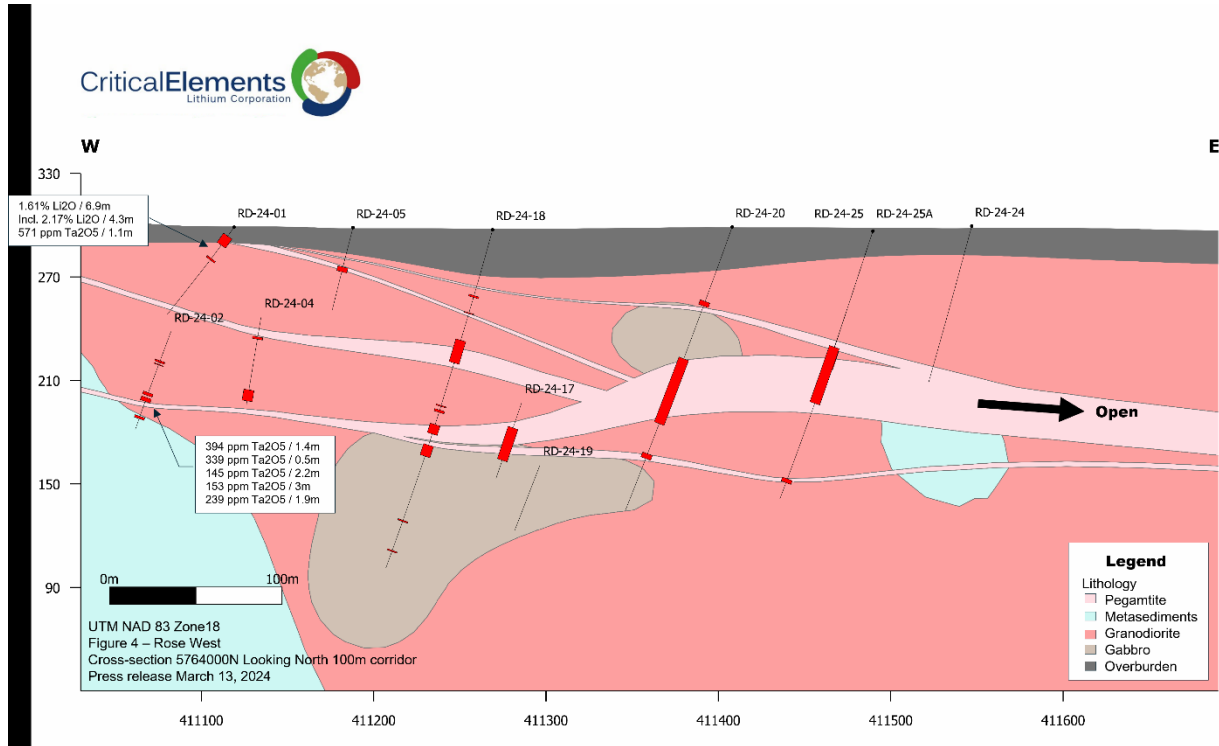 CriticalElements
Lithium Corporation
W
E
330
270
210
150
90
1.61% Li2O / 6.9m
Incl. 2.17% Li2O / 4.3m
571 ppm Ta2O5 / 1.1m
RD-24-01
RD-24-05
RD-24-18
RD-24-20
RD-24-25
RD-24-25A
RD-24-24
RD-24-04
RD-24-02
RD-24-17
RD-24-19
Open
394 ppm Ta2O5 / 1.4m
339 ppm Ta2O5 / 0.5m
145 ppm Ta2O5 / 2.2m
153 ppm Ta2O5 / 3m
239 ppm Ta2O5 / 1.9m
0m 100m
UTM NAD 83 Zone18
Figure 4 – Rose West
Cross-section 5764000N Looking North 100m corridor
Press release March 13, 2024
Legend
Lithology
Pegamtite
Metasediments
Granodiorite
Gabbro
Overburden
411100 411200 411300 411400 411500 411600